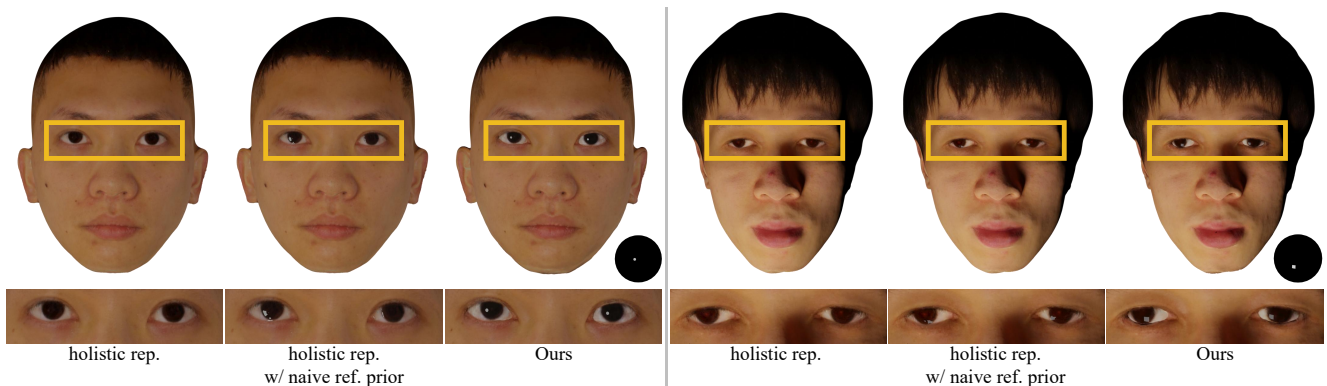 holistic rep.
holistic rep.
w/ naive ref. prior
Ours
holistic rep.
holistic rep.
w/ naive ref. prior
Ours